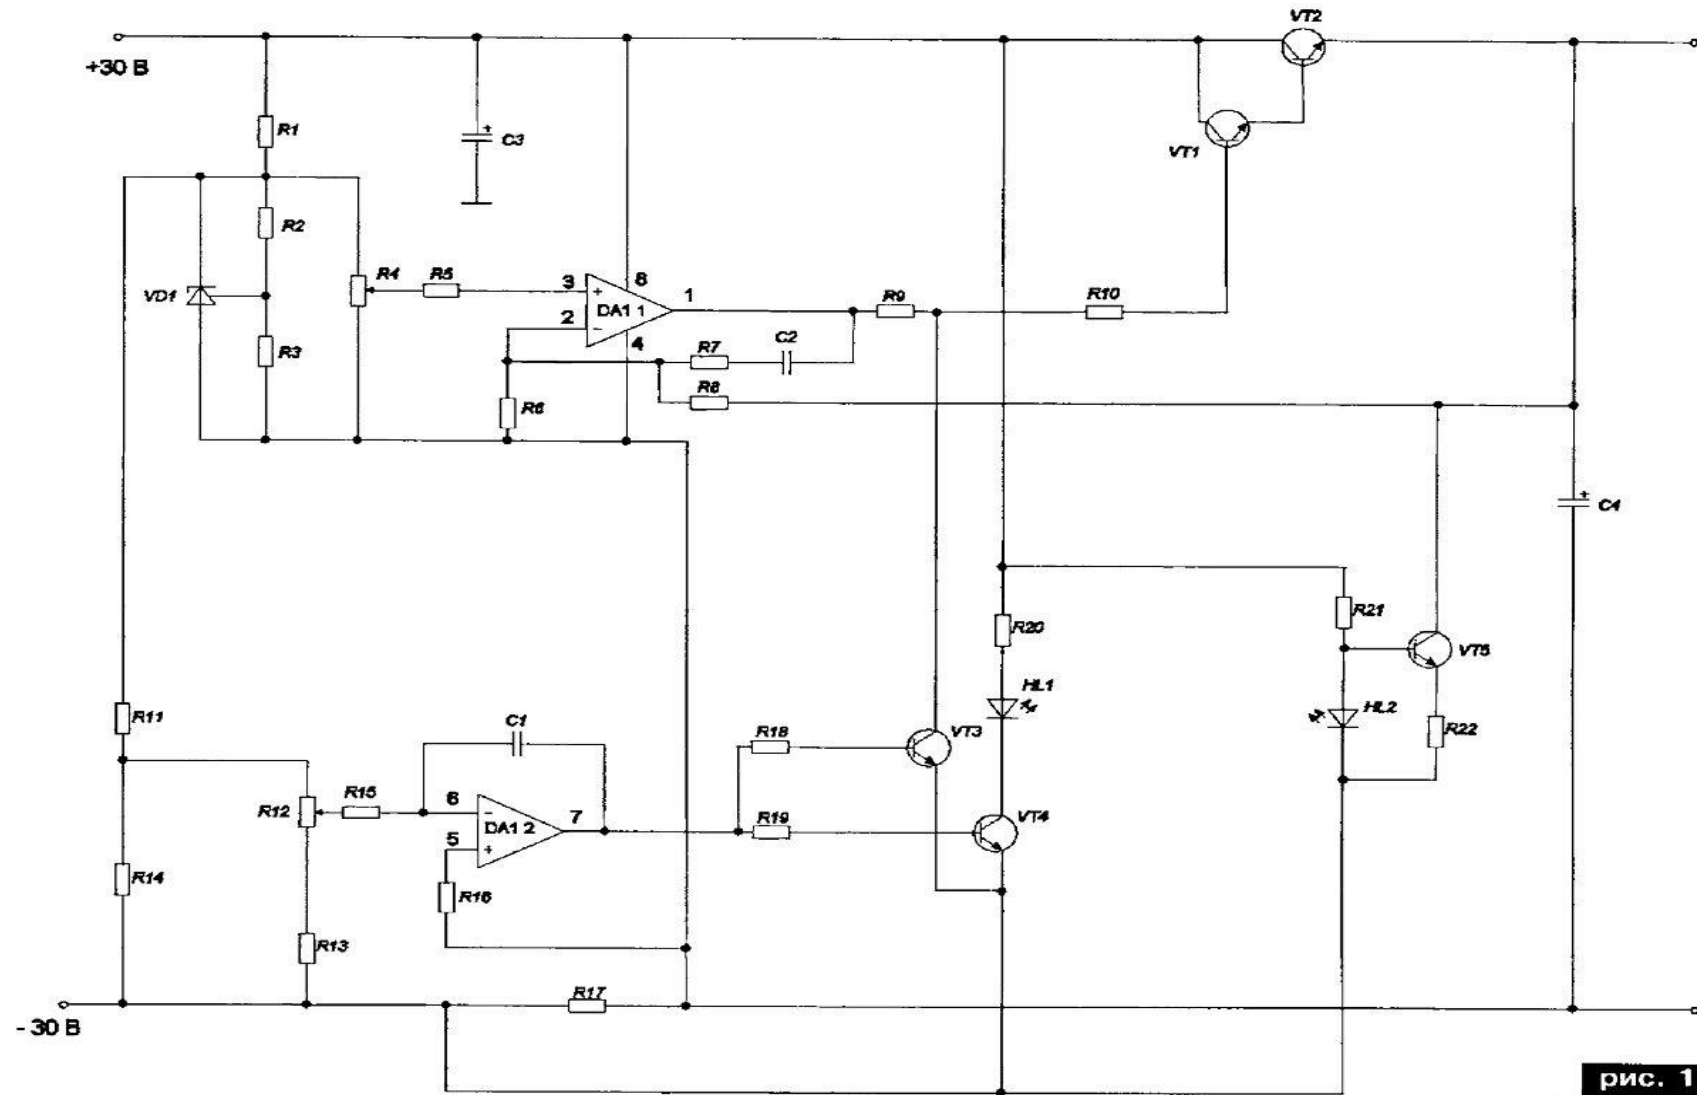 VT2
+30 В
R1
C3
VT1
R2
R4
R5
3
8
VD1
DA1 1
1
R9
R10
2
R3
4
R7
C2
R6
R8
C4
R21
R20
VT5
HL1
HL2
R11
C1
R18
VT3
R22
R12
R15
6
7
DA1 2
R19
VT4
5
R14
R16
R13
R17
- 30 В
рис. 1